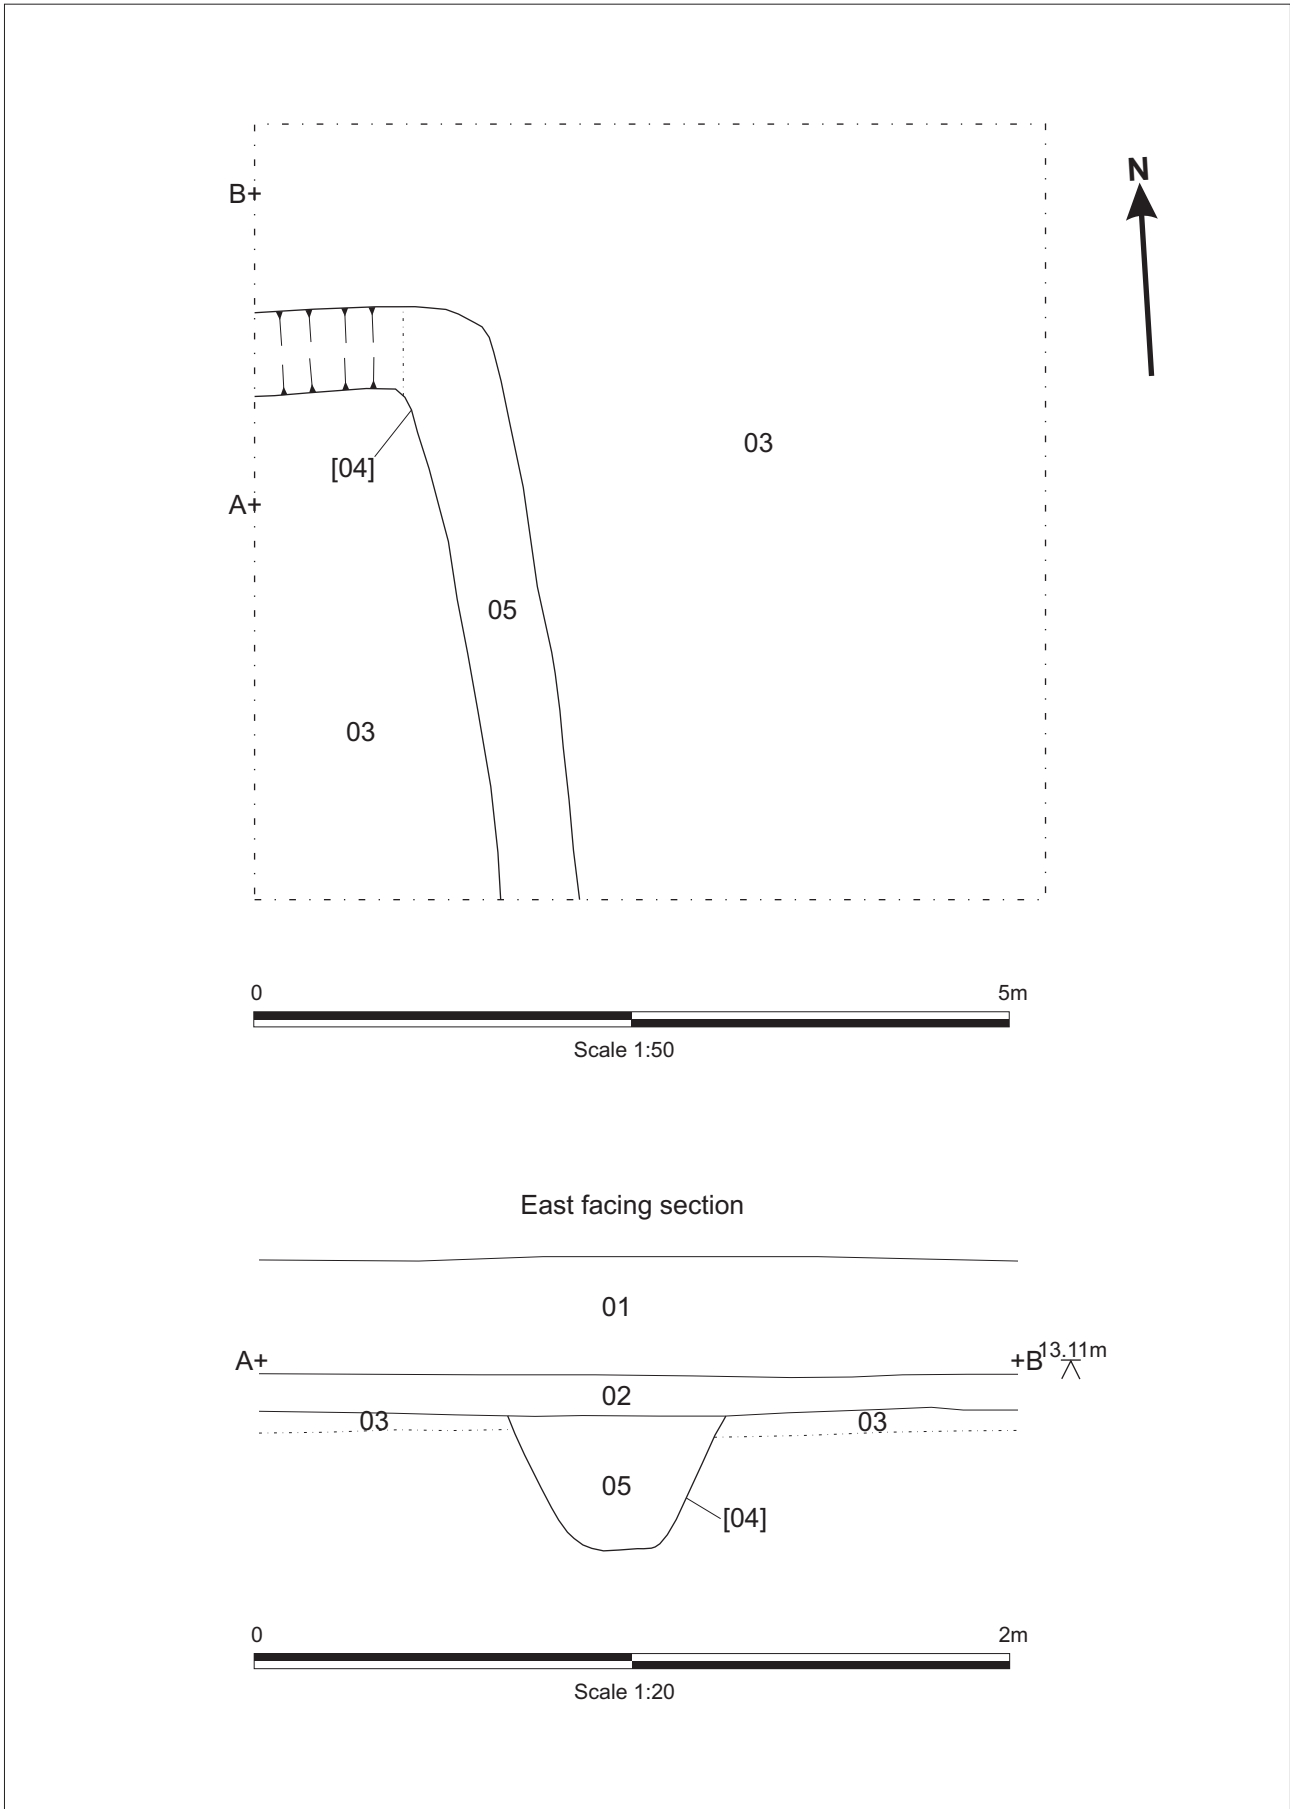 N
B+
03
[04]
A+
05
03
0 5m
Scale 1:50
East facing section
01
A+ +B 13.11m
02
03 03
05
[04]
0 2m
Scale 1:20